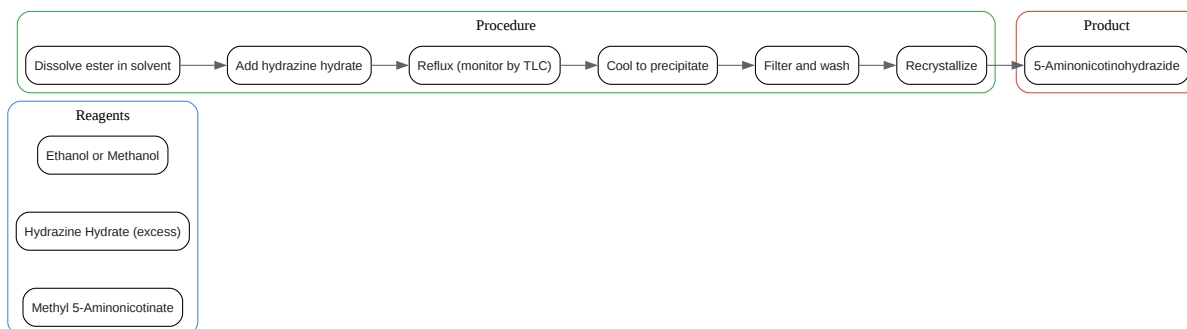 Procedure
Product
Dissolve ester in solvent
Add hydrazine hydrate
Reflux (monitor by TLC)
Cool to precipitate
Filter and wash
Recrystallize
5-Aminonicotinohydrazide
Reagents
Ethanol or Methanol
Hydrazine Hydrate (excess)
Methyl 5-Aminonicotinate